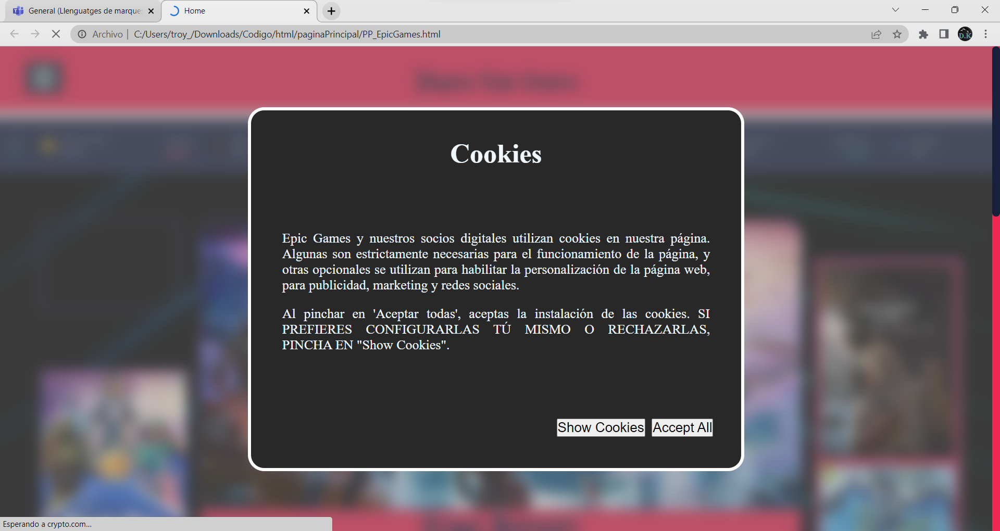 General (Llenguatges de marques
Home
Archivo
C:/Users/troy_/Downloads/Codigo/html/paginaPrincipal/PP_EpicGames.html
D.K
Cookies
Epic Games y nuestros socios digitales utilizan cookies en nuestra página.
Algunas son estrictamente necesarias para el funcionamiento de la página, y
otras opcionales se utilizan para habilitar la personalización de la página web,
para publicidad, marketing y redes sociales.
Al pinchar en 'Aceptar todas', aceptas la instalación de las cookies. SI
PREFIERES CONFIGURARLAS TÚ MISMO O RECHAZARLAS,
PINCHA EN "Show Cookies".
Show Cookies
Accept All
Esperando a crypto.com...